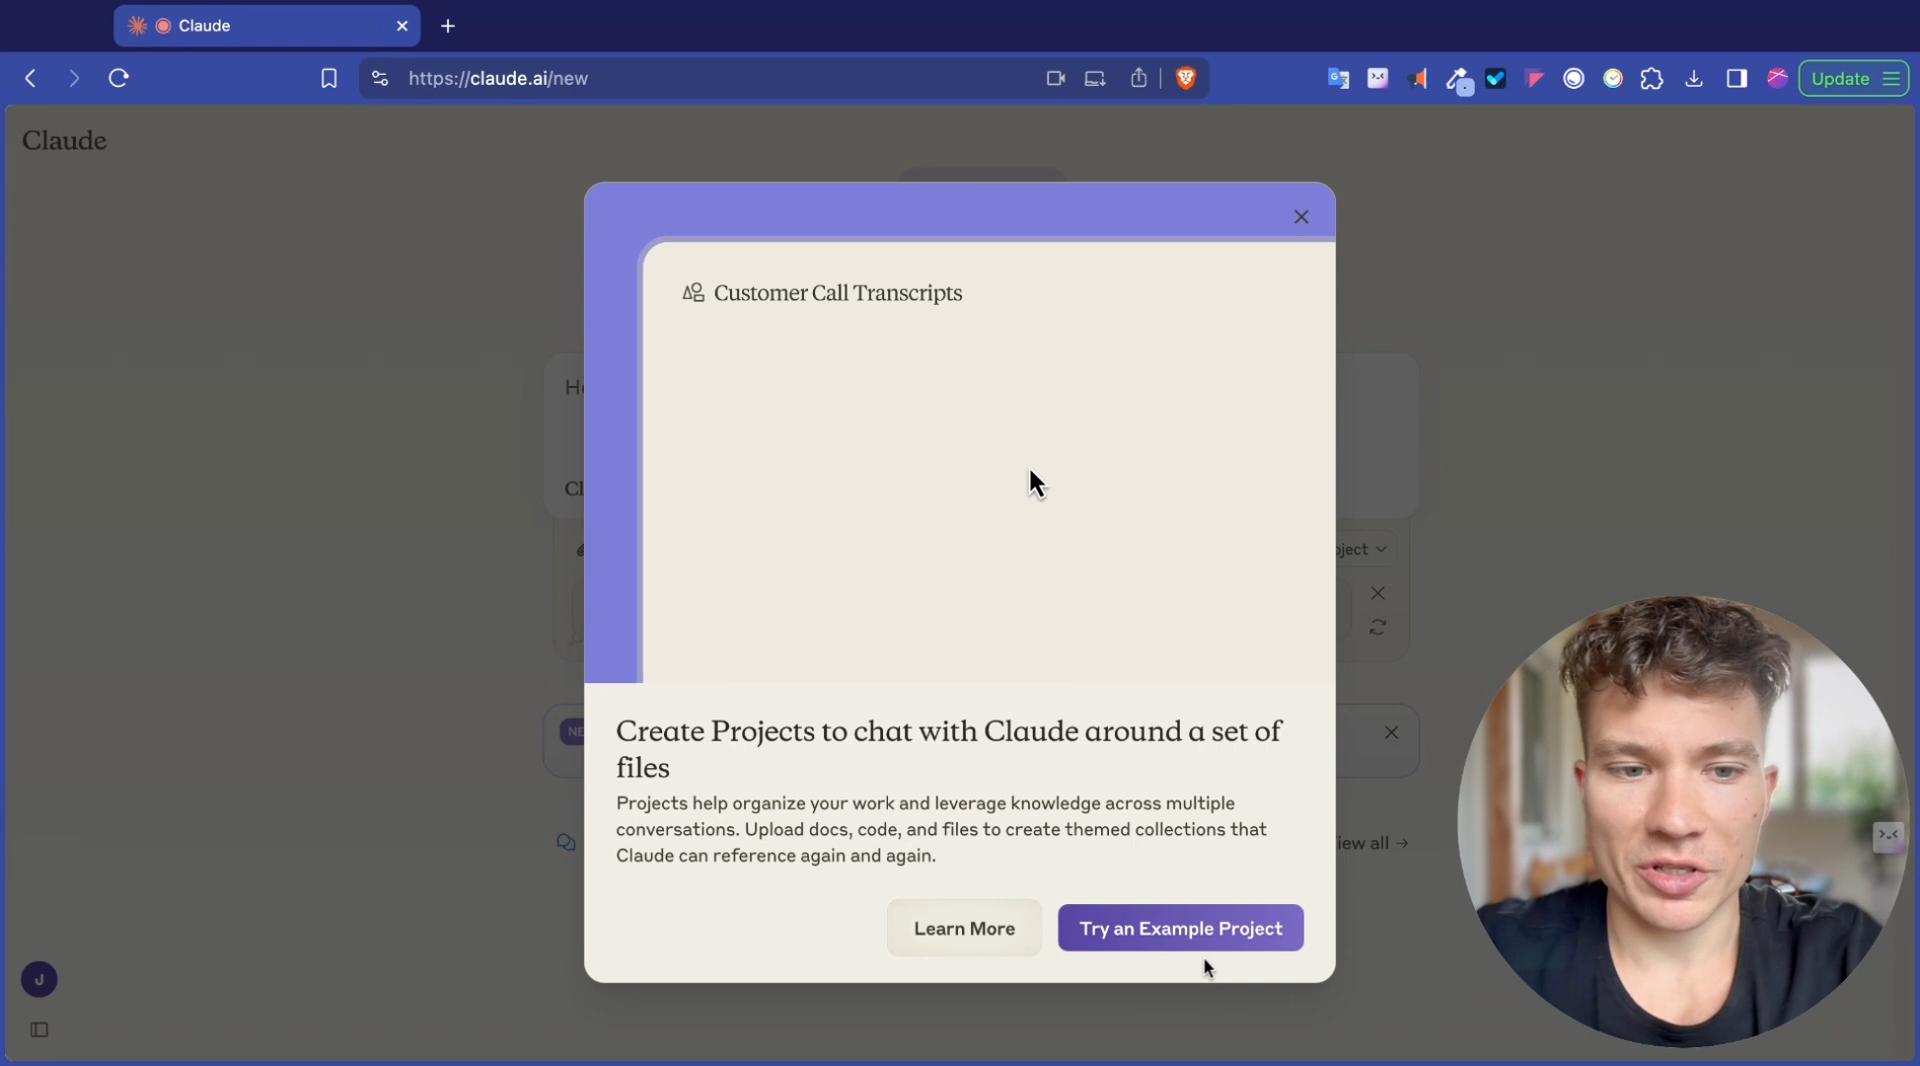 Claude
https://claude.ai/new
Update
Claude
Customer Call Transcripts
Create Projects to chat with Claude around a set of
files
Projects help organize your work and leverage knowledge across multiple
conversations. Upload docs, code, and files to create themed collections that
Claude can reference again and again.
Learn More
Try an Example Project
J